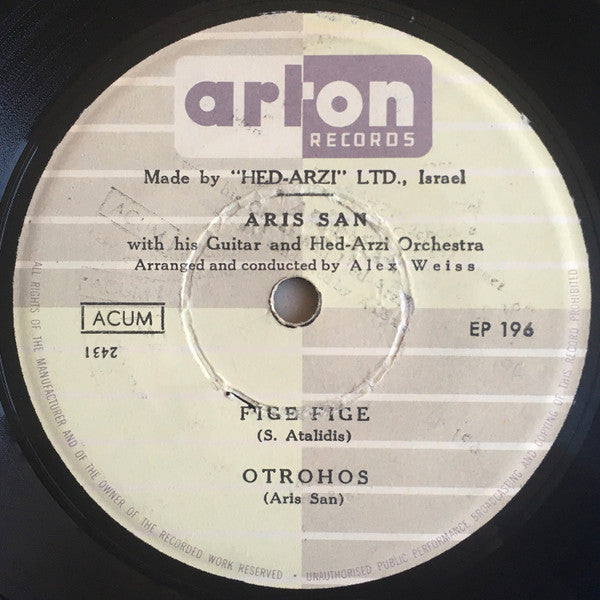 arton
RECORDS
Made by "HED-ARZI" LTD., Israel
ARIS SAN
with his Guitar and Hed-Arzi Orchestra
Arranged and conducted by Alex Weiss
ACUM
EP 196
2431
FIGE FIGE
(S. Atalidis)
OTROHOS
(Aris San)
ALL RIGHTS OF THE MANUFACTURER AND OF THE OWNER OF THE RECORDED WORK RESERVED • UNAUTHORISED PUBLIC PERFORMANCE BROADCASTING AND COPYING OF THIS RECORD PROHIBITED
ACUM